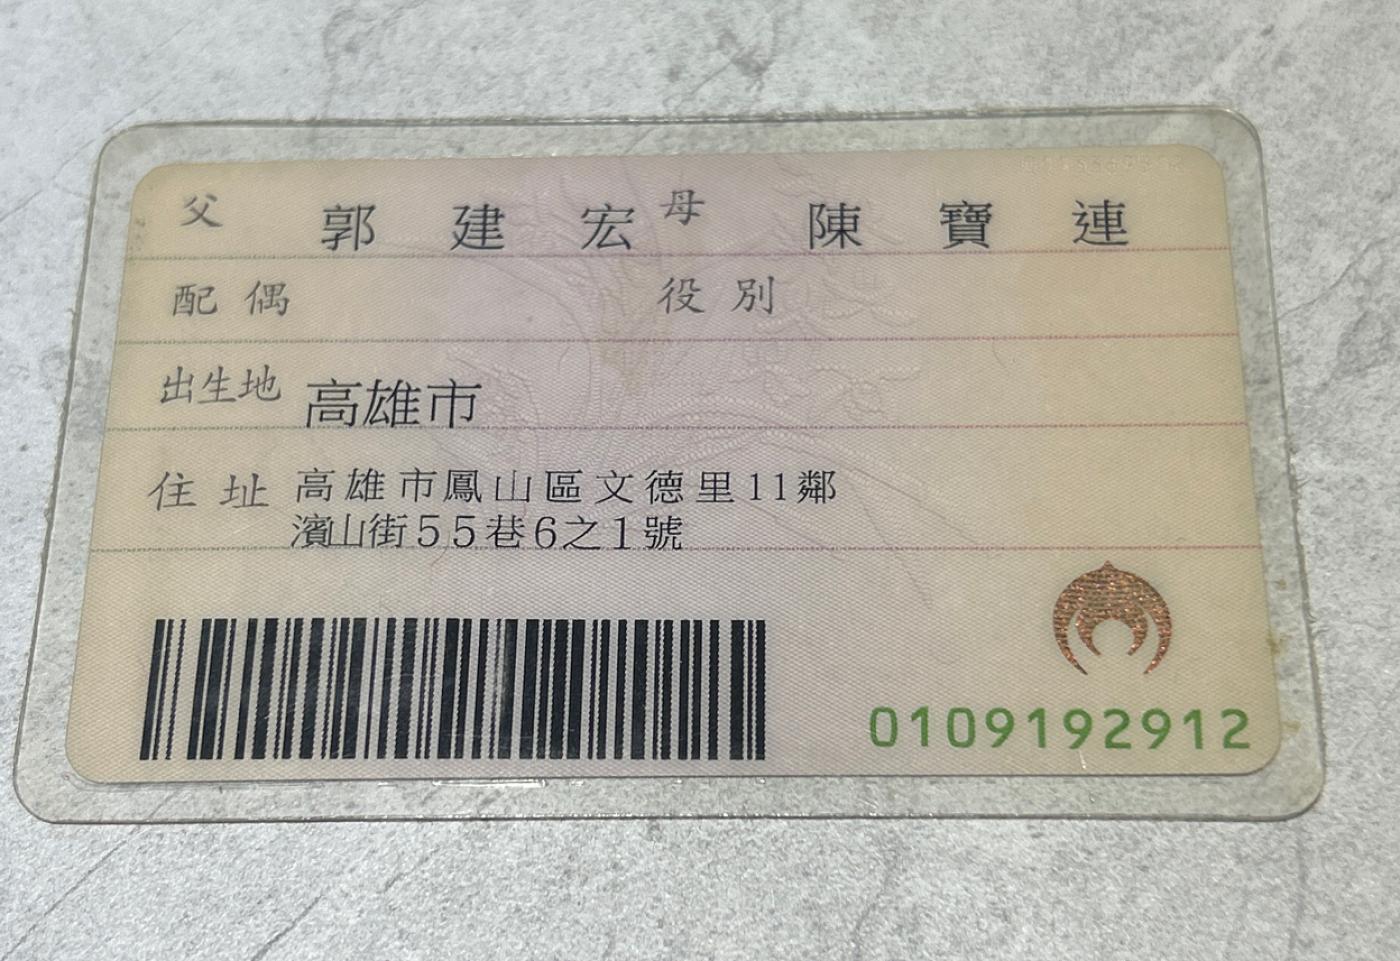 父 郭建宏 母 陳寶連
配偶 役別
出生地 高雄市
住址 高雄市鳳山區文德里11鄰
濱山街55巷6之1號
0109192912